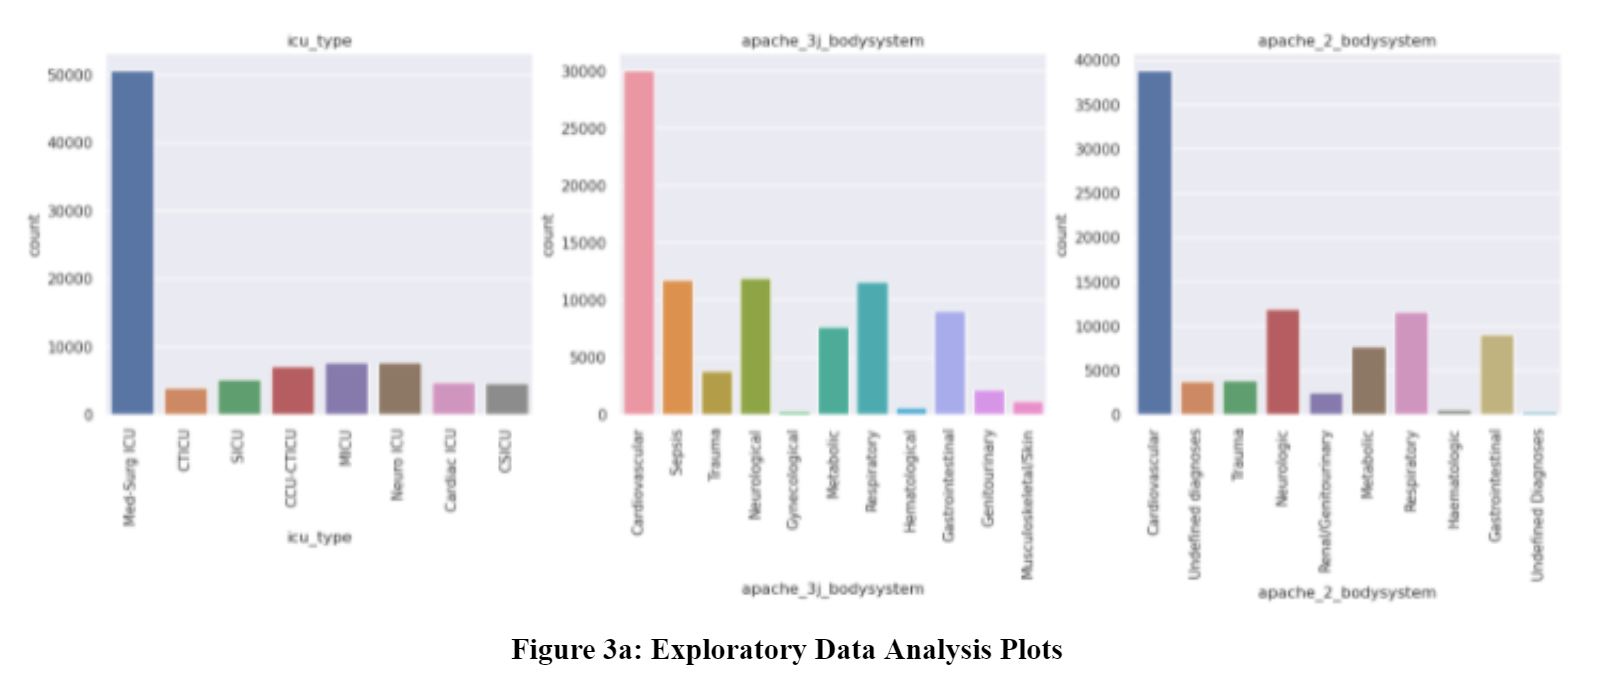 icu_type
50000
40000
30000
20000
10000
0
count
Med-Surg ICU
CTICU
SICU
CCU-CTICU
MICU
Neuro ICU
Cardiac ICU
CSICU
icu_type
apache_3j_bodysystem
30000
25000
20000
15000
10000
5000
0
count
Cardiovascular
Sepsis
Trauma
Neurological
Gynecological
Metabolic
Respiratory
Hematological
Gastrointestinal
Genitourinary
Musculoskeletal/Skin
apache_3j_bodysystem
apache_2_bodysystem
40000
35000
30000
25000
20000
15000
10000
5000
0
count
Cardiovascular
Undefined diagnoses
Trauma
Neurologic
Renal/Genitourinary
Metabolic
Respiratory
Haematologic
Gastrointestinal
Undefined Diagnoses
apache_2_bodysystem
Figure 3a: Exploratory Data Analysis Plots